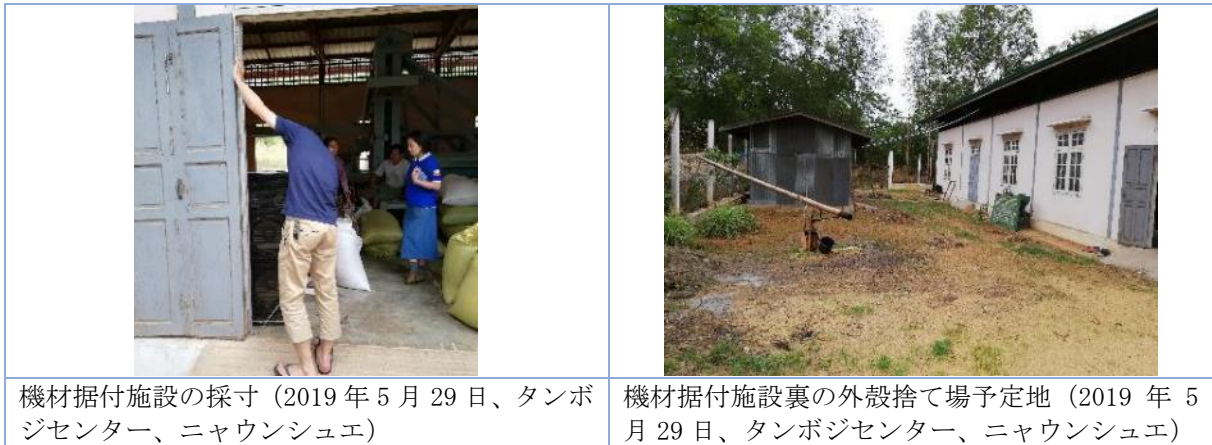 機材据付施設の採寸（2019 年 5 月 29 日、タンボ
ジセンター、ニャウンシュエ）
機材据付施設裏の外殻捨て場予定地（2019 年 5
月 29 日、タンボジセンター、ニャウンシュエ）